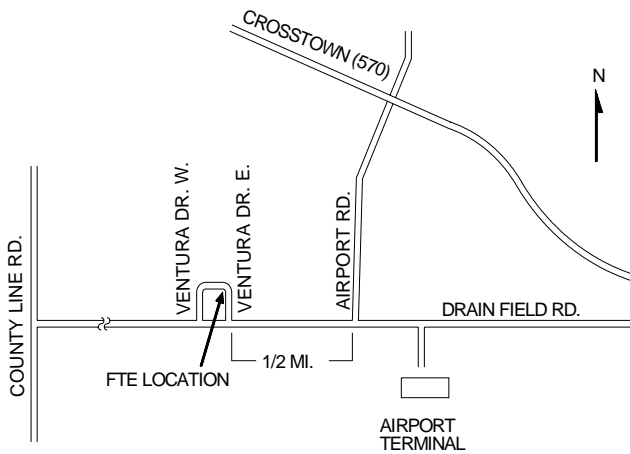 CROSSTOWN (570)
N
COUNTY LINE RD.
VENTURA DR. W.
VENTURA DR. E.
AIRPORT RD.
DRAIN FIELD RD.
1/2 MI.
FTE LOCATION
AIRPORT
TERMINAL